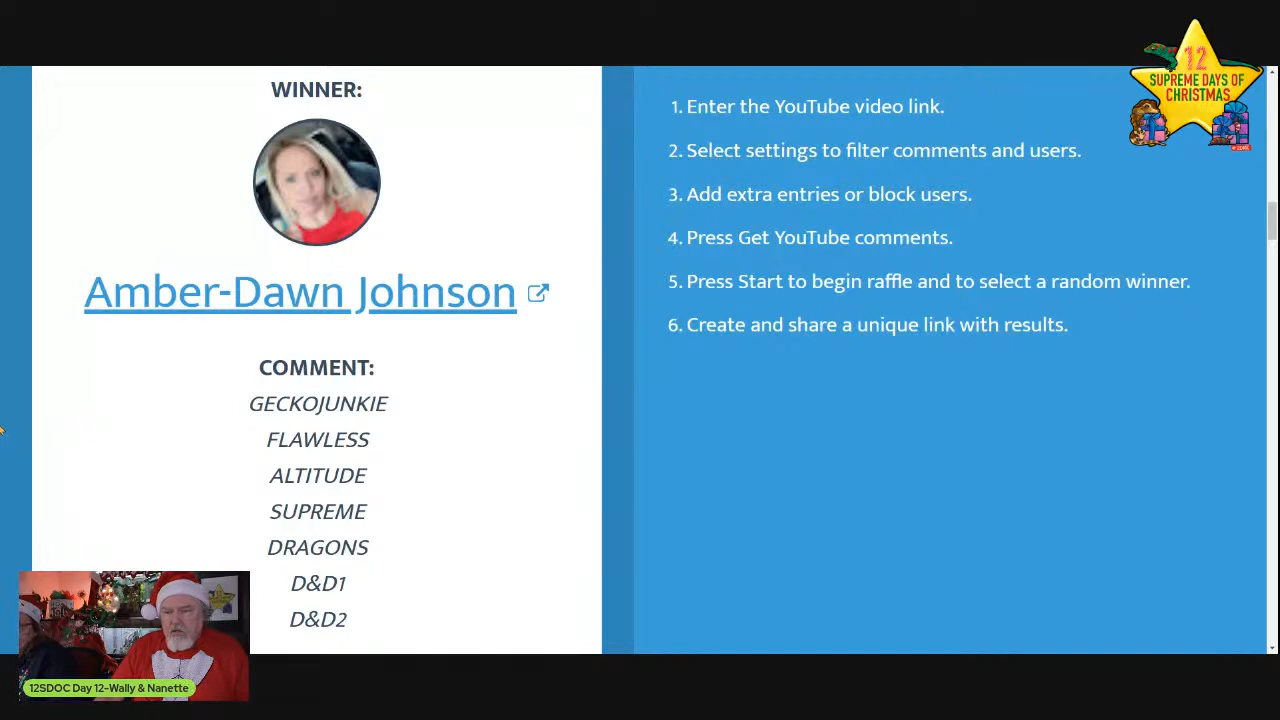 WINNER:
Amber-Dawn Johnson
COMMENT:
GECKOJUNKIE
FLAWLESS
ALTITUDE
SUPREME
DRAGONS
D&D1
D&D2
1. Enter the YouTube video link.
2. Select settings to filter comments and users.
3. Add extra entries or block users.
4. Press Get YouTube comments.
5. Press Start to begin raffle and to select a random winner.
6. Create and share a unique link with results.
12
SUPREME DAYS OF
CHRISTMAS
12SDOC Day 12-Wally & Nanette